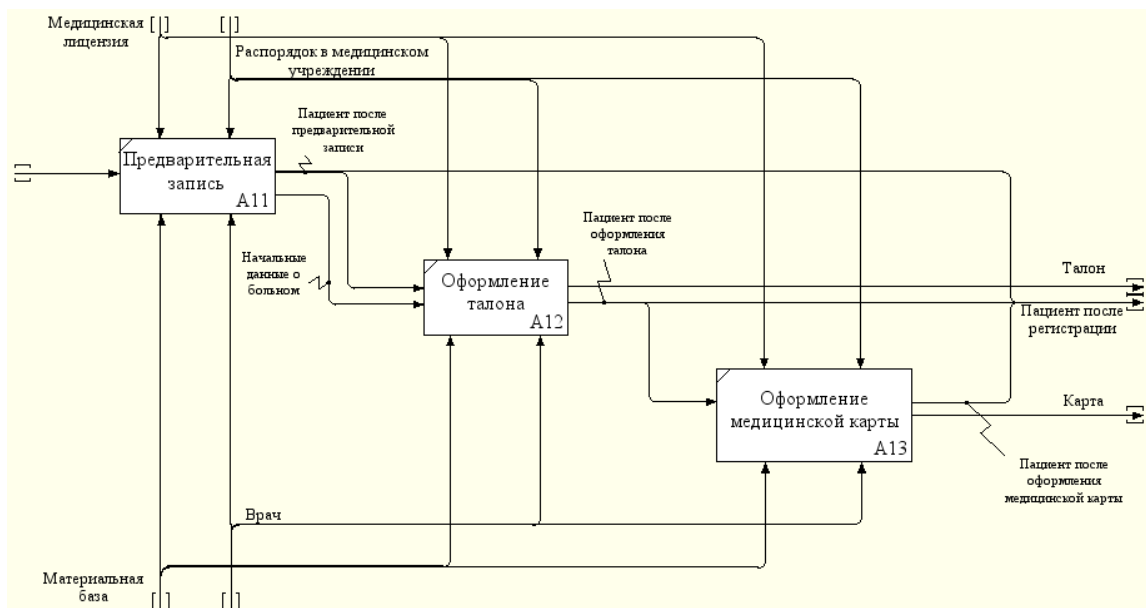 Медицинская
лицензия
Распорядок в медицинском
учреждении
Пациент после
предварительной
записи
Предварительная
запись
A11
Пациент после
оформления
талона
Начальные
данные о
больном
Оформление
талона
A12
Талон
Пациент после
регистрации
Оформление
медицинской карты
A13
Карта
Пациент после
оформления
медицинской карты
Врач
Материальная
база